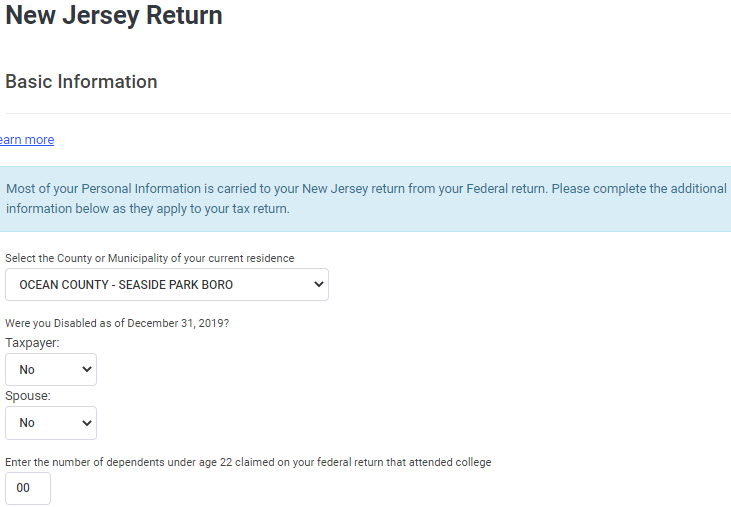 New Jersey Return
Basic Information
earn more
Most of your Personal Information is carried to your New Jersey return from your Federal return. Please complete the additional
information below as they apply to your tax return.
Select the County or Municipality of your current residence
OCEAN COUNTY - SEASIDE PARK BORO
Were you Disabled as of December 31, 2019?
Taxpayer:
No
Spouse:
No
Enter the number of dependents under age 22 claimed on your federal return that attended college
00